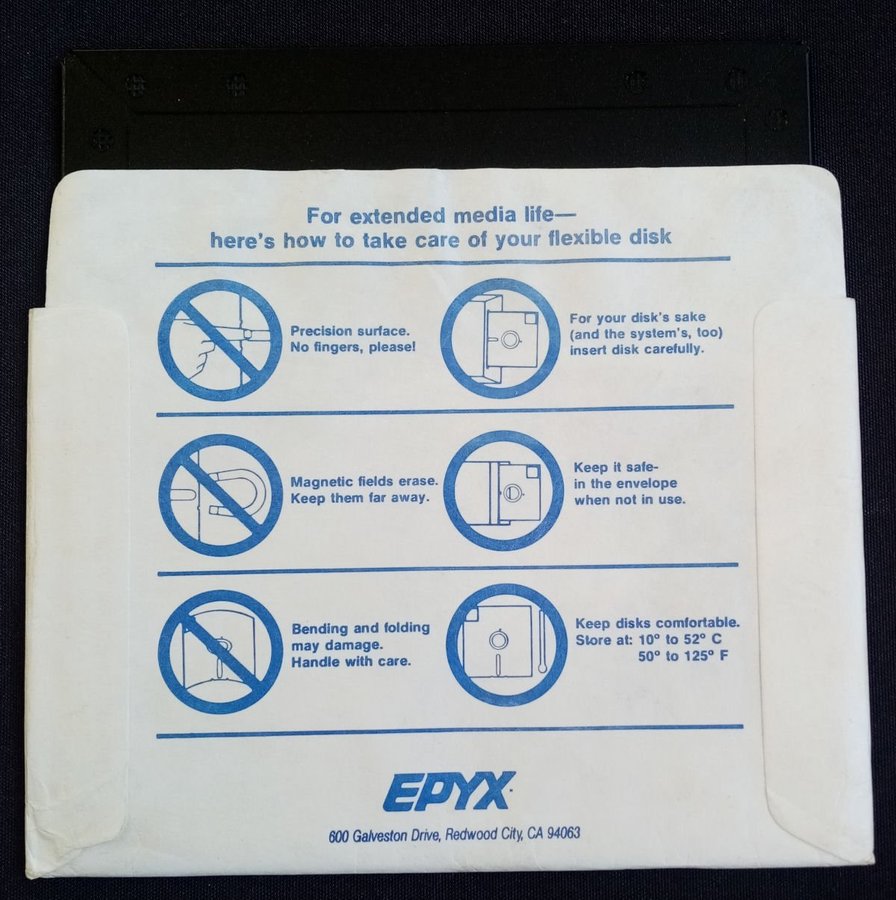 For extended media life—
here's how to take care of your flexible disk
Precision surface.
No fingers, please!
For your disk's sake
(and the system's, too)
insert disk carefully.
Magnetic fields erase.
Keep them far away.
Keep it safe-
in the envelope
when not in use.
Bending and folding
may damage.
Handle with care.
Keep disks comfortable.
Store at: 10° to 52° C
50° to 125° F
EPYX
600 Galveston Drive, Redwood City, CA 94063